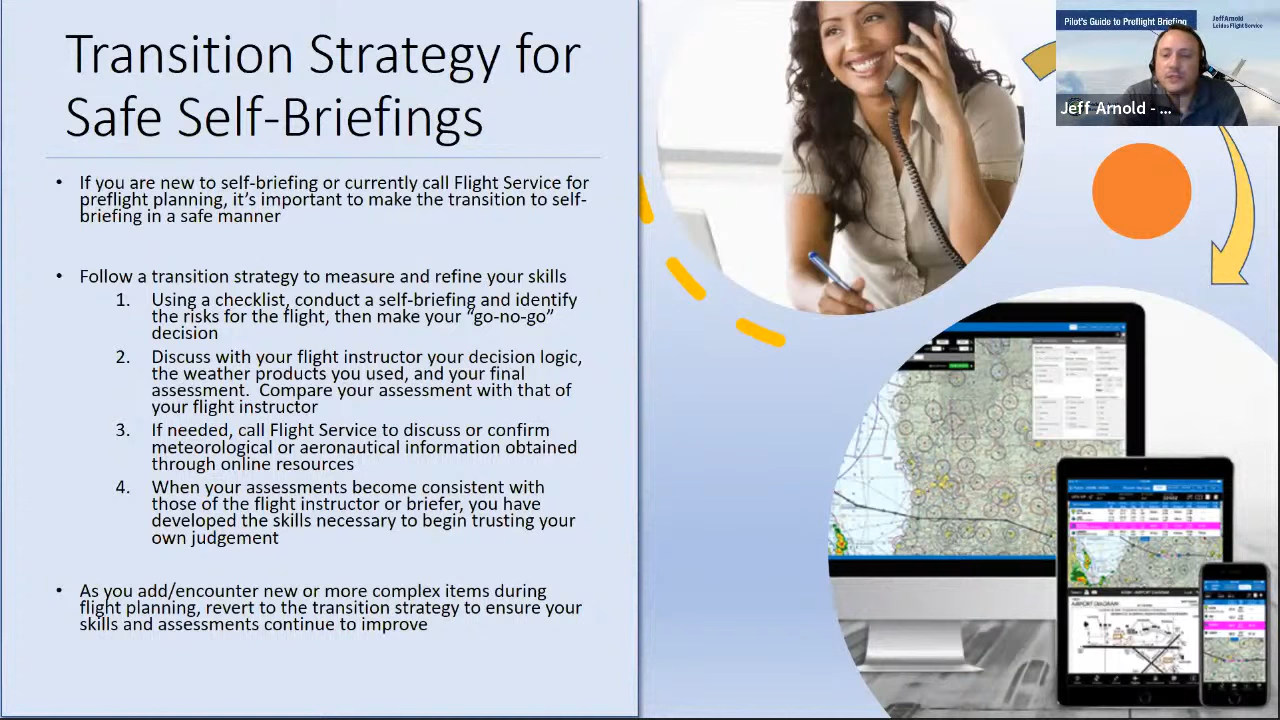 Transition Strategy for
Safe Self-Briefings
• If you are new to self-briefing or currently call Flight Service for
preflight planning, it's important to make the transition to self-
briefing in a safe manner
• Follow a transition strategy to measure and refine your skills
1. Using a checklist, conduct a self-briefing and identify
the risks for the flight, then make your "go-no-go"
decision
2. Discuss with your flight instructor your decision logic,
the weather products you used and your final
assessment. Compare your assessment with that of
your flight instructor
3. If needed, call Flight Service to discuss or confirm
meteorological or aeronautical information obtained
through online resources
4. When your assessments become consistent with
those of the flight instructor or briefer, you have
developed the skills necessary to begin trusting your
own judgement
• As you add/encounter new or more complex items during
flight planning, revert to the transition strategy to ensure your
skills and assessments continue to improve
Pilot's Guide to Preflight Briefing
Jeff Arnold
Leidos Flight Service
Jeff Arnold - ...
AIRPORT DIAGRAM